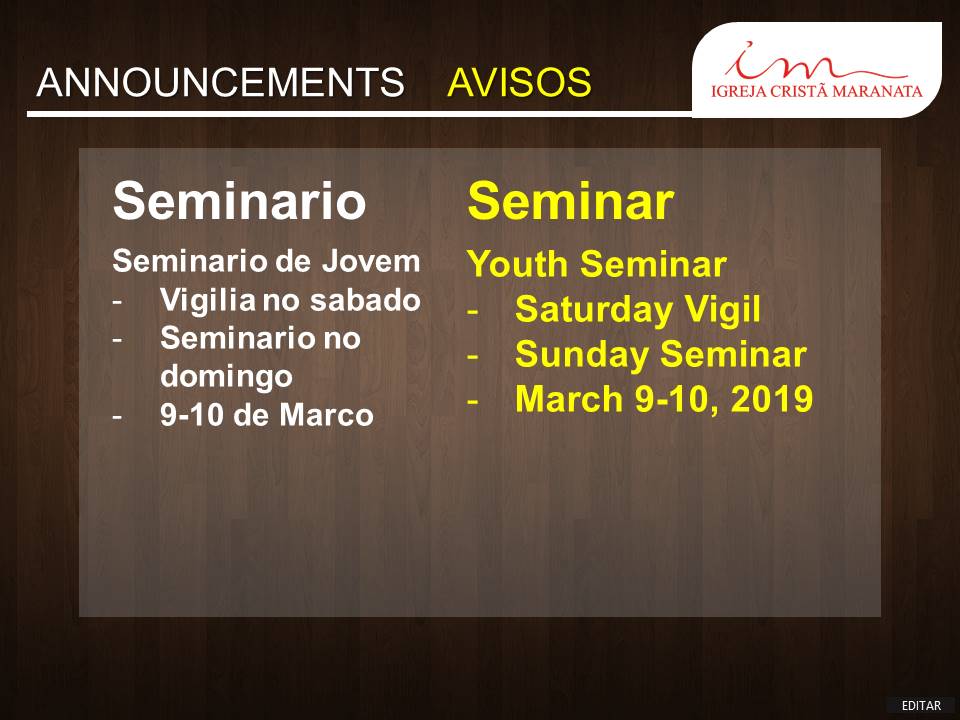 ANNOUNCEMENTS AVISOS
im
IGREJA CRISTÃ MARANATA
Seminario
Seminario de Jovem
- Vigilia no sabado
- Seminario no
domingo
- 9-10 de Marco
Seminar
Youth Seminar
- Saturday Vigil
- Sunday Seminar
- March 9-10, 2019
EDITAR